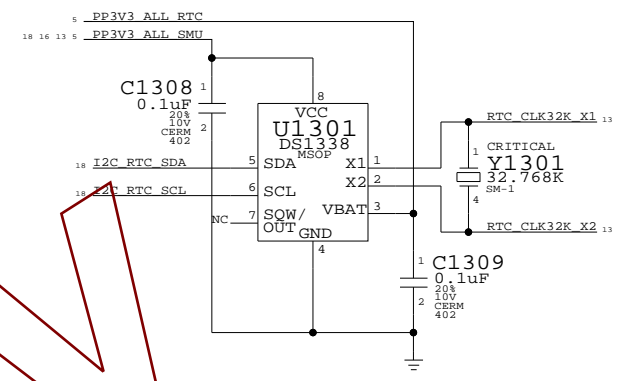 5 PP3V3_ALL_RTC
18 16 13 5 PP3V3_ALL_SMU
C1308 1
0.1uF
20%
10V
CERM
402
2
8
VCC
U1301
DS1338
MSOP
RTC_CLK32K_X1 13
18 I2C_RTC_SDA 5 SDA X1 1
1 CRITICAL
Y1301
32.768K
SM-1
4
X2 2
18 I2C_RTC_SCL 6 SCL
NC 7 SQW/
OUT
VBAT 3
GND
4
RTC_CLK32K_X2 13
1 C1309
0.1uF
20%
10V
CERM
402
2